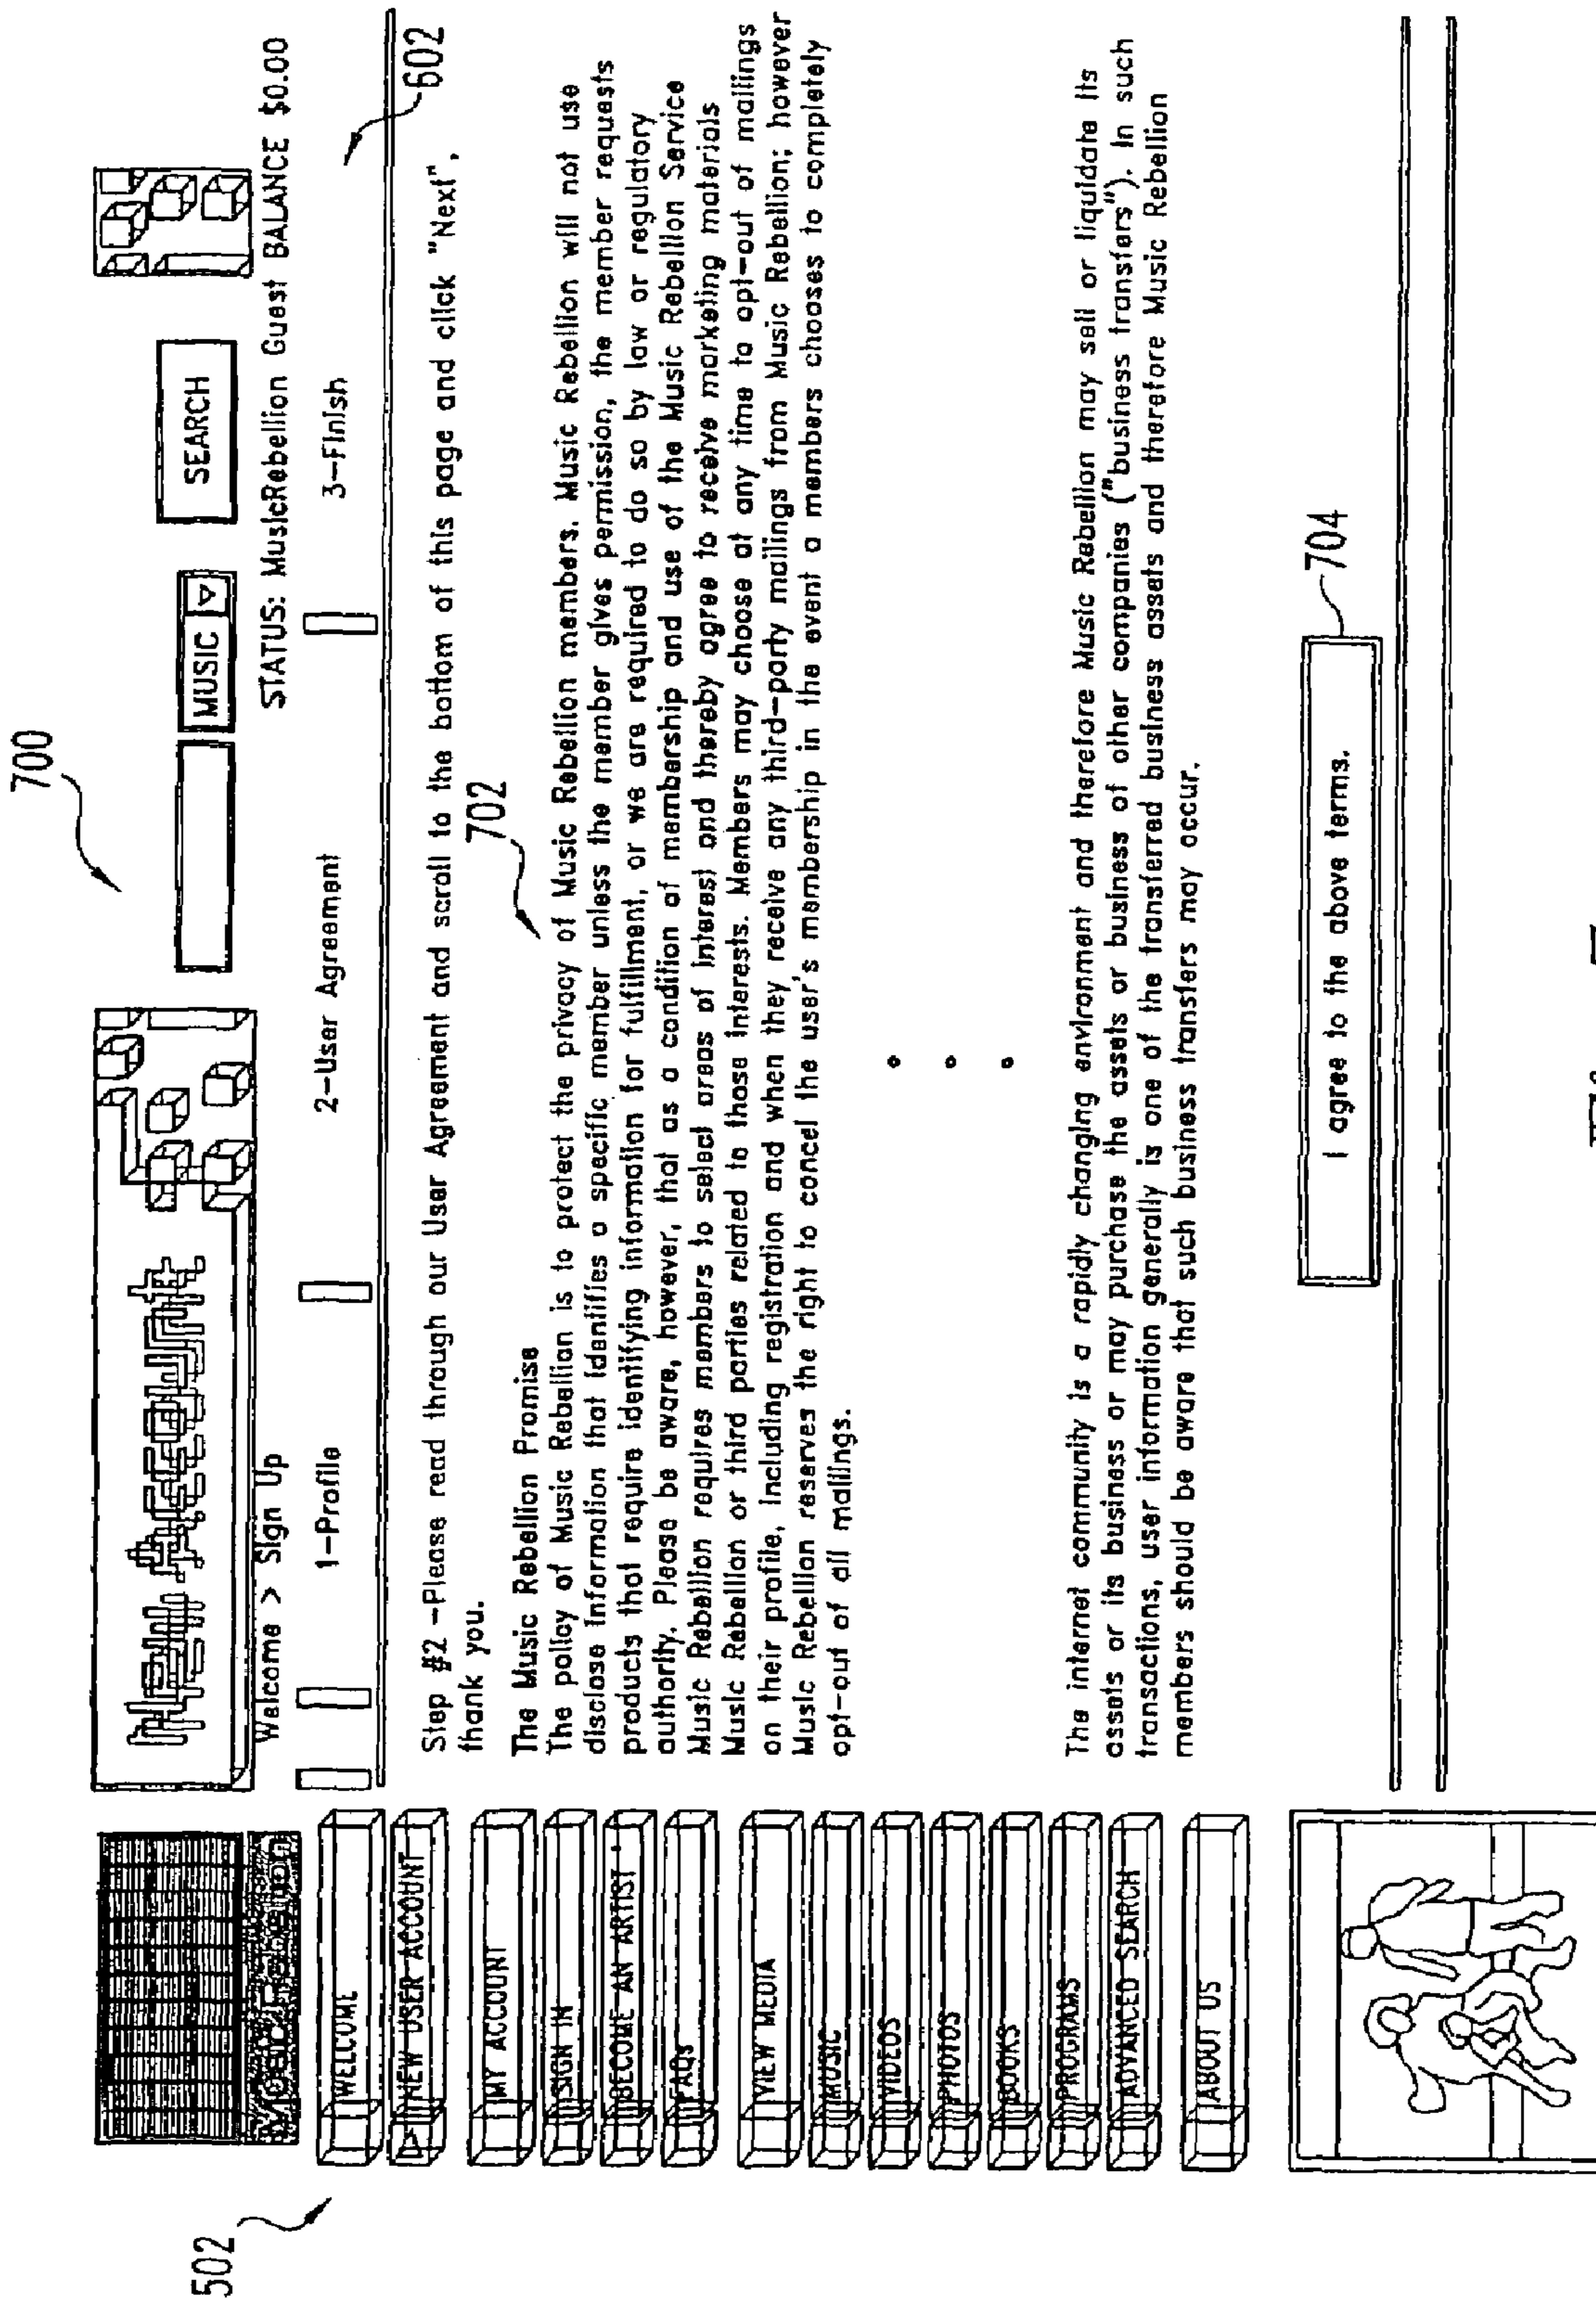 700
New Account
MUSIC
SEARCH
Welcome > Sign Up
STATUS: MusicRebellion Guest BALANCE $0.00
1-Profile
2-User Agreement
3-Finish
602
Step #2 -Please read through our User Agreement and scroll to the bottom of this page and click "Next",
thank you.
702
The Music Rebellion Promise
The policy of Music Rebellion is to protect the privacy of Music Rebellion members. Music Rebellion will not use
disclose information that identifies a specific member unless the member gives permission, the member requests
products that require identifying information for fulfillment, or we are required to do so by law or regulatory
authority. Please be aware, however, that as a condition of membership and use of the Music Rebellion Service
Music Rebellion requires members to select areas of interest and thereby agree to receive marketing materials
Music Rebellion or third parties related to those interests. Members may choose at any time to opt-out of mailings
on their profile, including registration and when they receive any third-party mailings from Music Rebellion; however
Music Rebellion reserves the right to concel the user's membership in the event a members chooses to completely
opt-out of all mailings.
The internet community is a rapidly changing environment and therefore Music Rebellion may sell or liquidate its
assets or its business or may purchase the assets or business of other companies ("business transfers"). In such
transactions, user information generally is one of the transferred business assets and therefore Music Rebellion
members should be aware that such business transfers may occur.
I agree to the above terms.
704
502
MusicRebellion
WELCOME
NEW USER ACCOUNT
MY ACCOUNT
SIGN IN
BECOME AN ARTIST
FAQs
VIEW MEDIA
MUSIC
VIDEOS
PHOTOS
BOOKS
PROGRAMS
ADVANCED SEARCH
ABOUT US